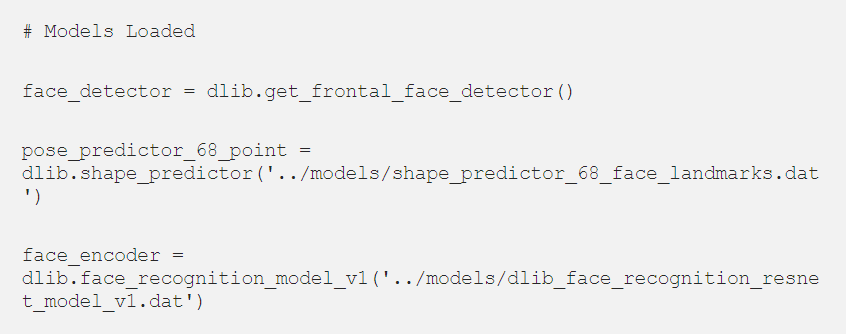 # Models Loaded
face_detector = dlib.get_frontal_face_detector()
pose_predictor_68_point =
dlib.shape_predictor('../models/shape_predictor_68_face_landmarks.dat
')
face_encoder =
dlib.face_recognition_model_v1('../models/dlib_face_recognition_resne
t_model_v1.dat')